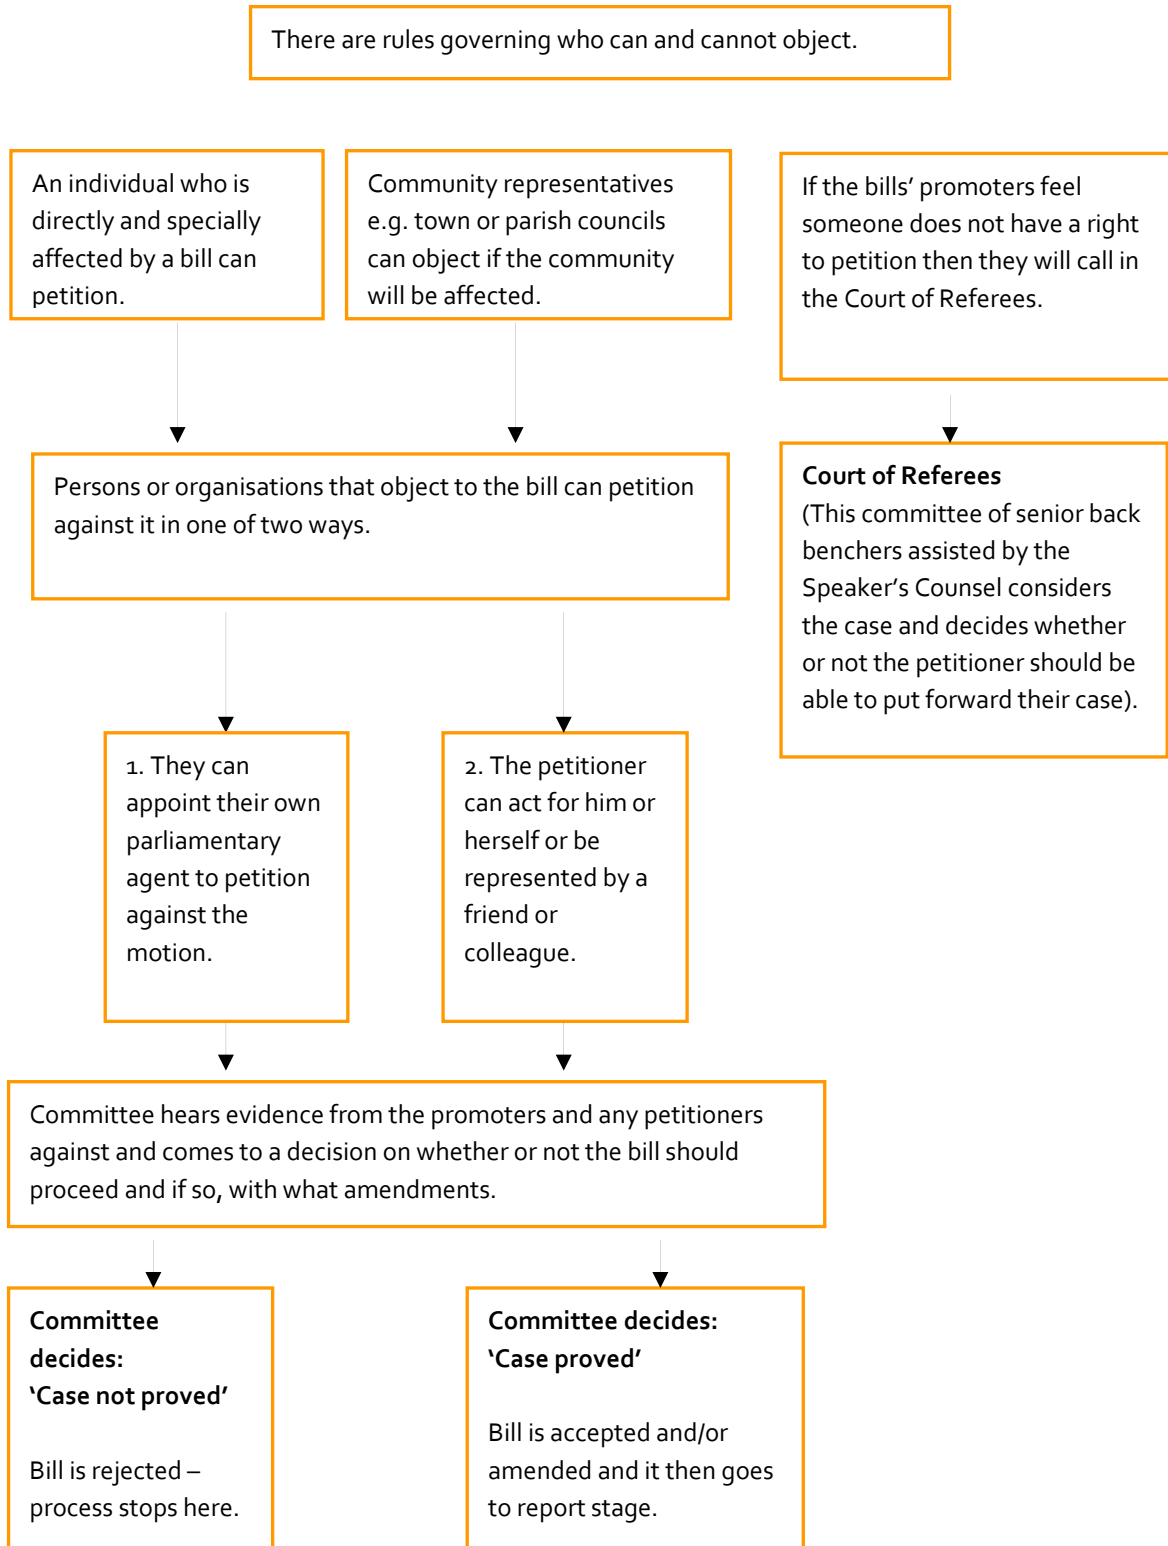 There are rules governing who can and cannot object.
An individual who is
directly and specially
affected by a bill can
petition.
Community representatives
e.g. town or parish councils
can object if the community
will be affected.
If the bills’ promoters feel
someone does not have a right
to petition then they will call in
the Court of Referees.
Persons or organisations that object to the bill can petition
against it in one of two ways.
Court of Referees
(This committee of senior back
benchers assisted by the
Speaker’s Counsel considers
the case and decides whether
or not the petitioner should be
able to put forward their case).
1. They can
appoint their own
parliamentary
agent to petition
against the
motion.
2. The petitioner
can act for him or
herself or be
represented by a
friend or
colleague.
Committee hears evidence from the promoters and any petitioners
against and comes to a decision on whether or not the bill should
proceed and if so, with what amendments.
Committee
decides:
‘Case not proved’
Bill is rejected –
process stops here.
Committee decides:
‘Case proved’
Bill is accepted and/or
amended and it then goes
to report stage.